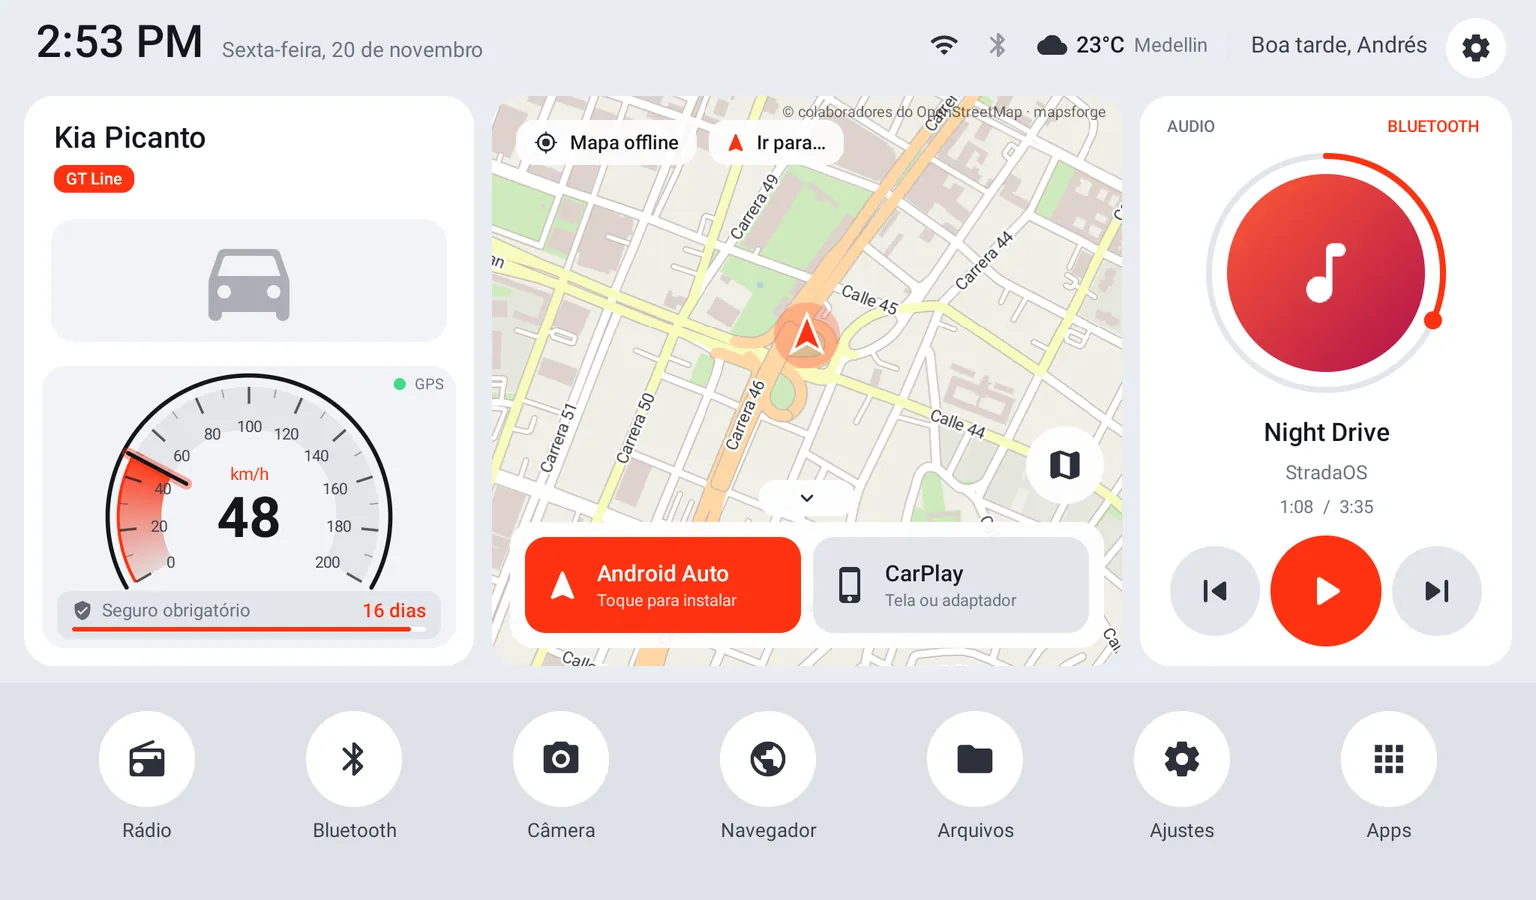 2:53 PM
Sexta-feira, 20 de novembro
23°C Medellin
Boa tarde, Andrés
Kia Picanto
GT Line
GPS
0
20
40
60
80
100
120
140
160
180
200
km/h
48
Seguro obrigatório
16 dias
© colaboradores do OpenStreetMap · mapsforge
Mapa offline
Ir para...
Carrera 49
Carrera 44
Calle 45
Carrera 46
Carrera 50
Carrera 51
Calle 44
Android Auto
Toque para instalar
CarPlay
Tela ou adaptador
AUDIO
BLUETOOTH
Night Drive
StradaOS
1:08 / 3:35
Rádio
Bluetooth
Câmera
Navegador
Arquivos
Ajustes
Apps